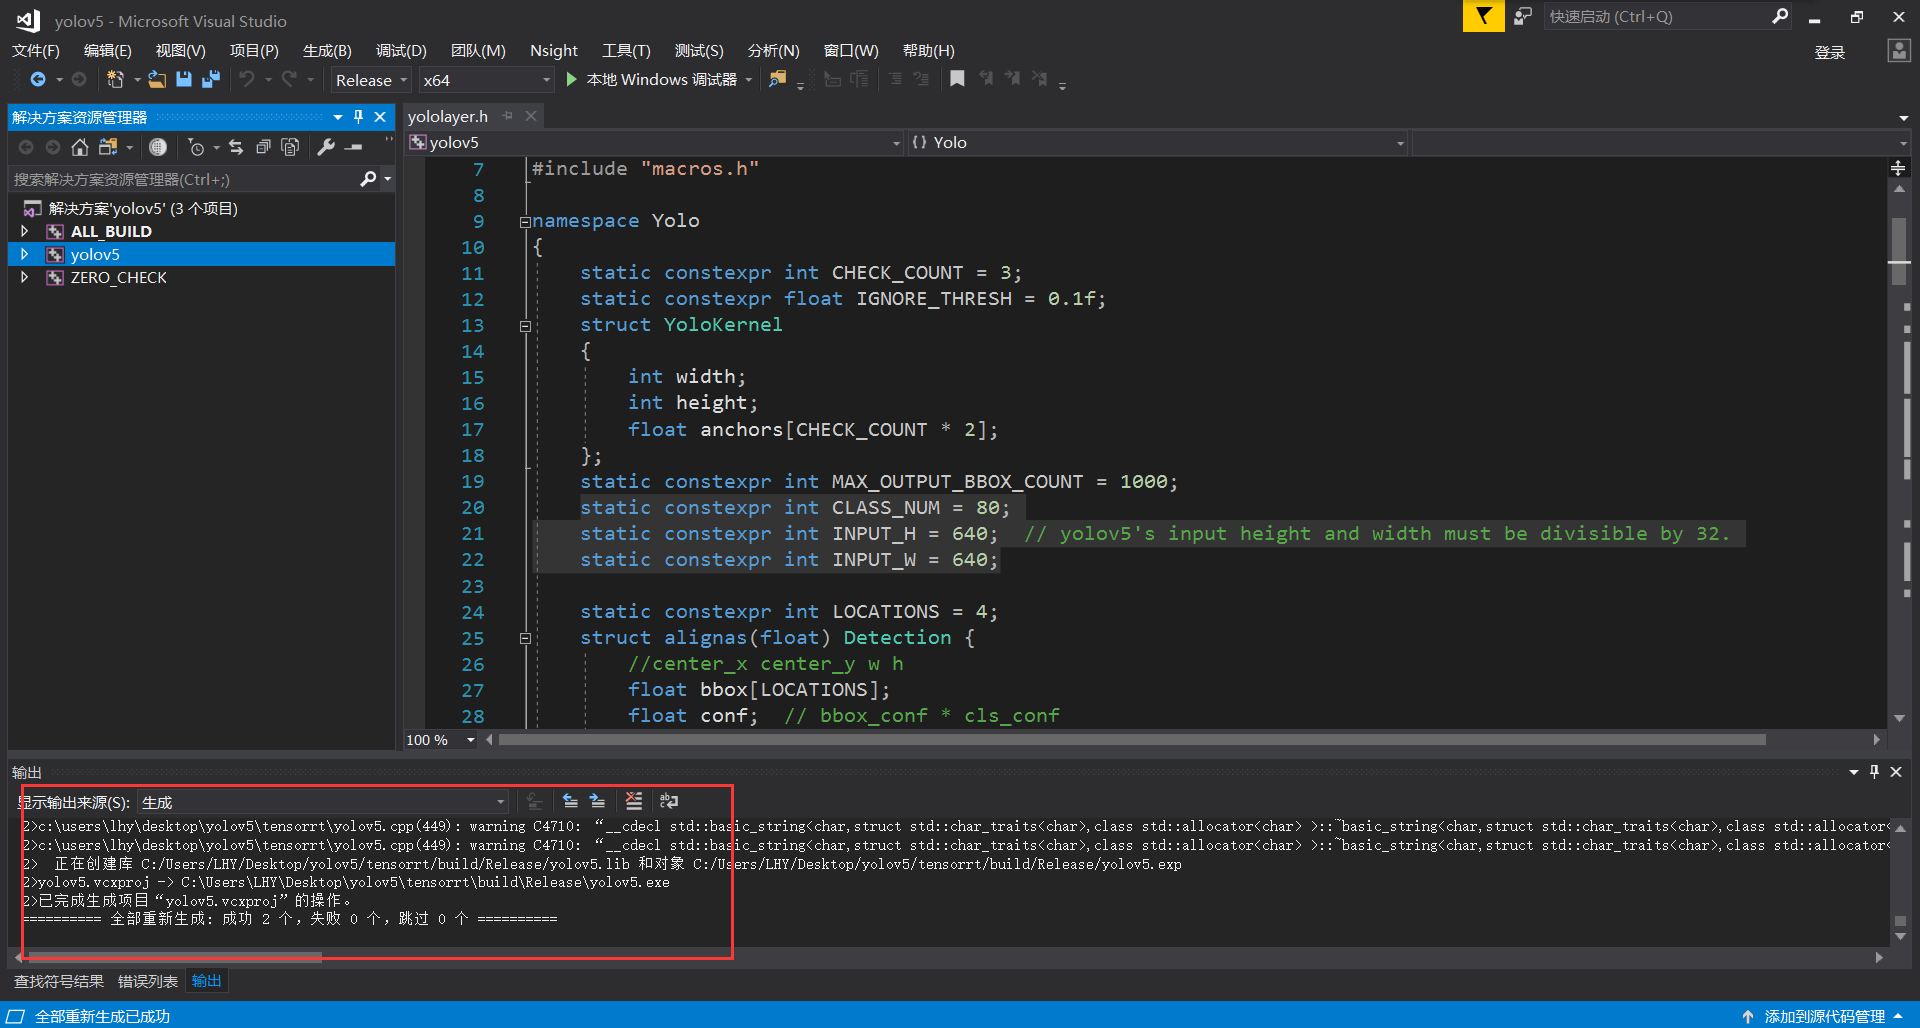 yolov5 - Microsoft Visual Studio
快速启动 (Ctrl+Q)
文件(F) 编辑(E) 视图(V) 项目(P) 生成(B) 调试(D) 团队(M) Nsight 工具(T) 测试(S) 分析(N) 窗口(W) 帮助(H)
登录
Release x64 本地 Windows 调试器
解决方案资源管理器
搜索解决方案资源管理器(Ctrl+;)
解决方案'yolov5' (3 个项目)
ALL_BUILD
yolov5
ZERO_CHECK
yololayer.h
yolov5 {} Yolo
7 #include "macros.h"
8
9 namespace Yolo
10 {
11 static constexpr int CHECK_COUNT = 3;
12 static constexpr float IGNORE_THRESH = 0.1f;
13 struct YoloKernel
14 {
15 int width;
16 int height;
17 float anchors[CHECK_COUNT * 2];
18 };
19 static constexpr int MAX_OUTPUT_BBOX_COUNT = 1000;
20 static constexpr int CLASS_NUM = 80;
21 static constexpr int INPUT_H = 640;  // yolov5's input height and width must be divisible by 32.
22 static constexpr int INPUT_W = 640;
23
24 static constexpr int LOCATIONS = 4;
25 struct alignas(float) Detection {
26 //center_x center_y w h
27 float bbox[LOCATIONS];
28 float conf;  // bbox_conf * cls_conf
100 %
输出
显示输出来源(S): 生成
2>c:\users\lhy\desktop\yolov5\tensorrt\yolov5.cpp(449): warning C4710: “__cdecl std::basic_string<char,struct std::char_traits<char>,class std::allocator<char> >::~basic_string<char,struct std::char_traits<char>,class std::allocator<
2>c:\users\lhy\desktop\yolov5\tensorrt\yolov5.cpp(449): warning C4710: “__cdecl std::basic_string<char,struct std::char_traits<char>,class std::allocator<char> >::~basic_string<char,struct std::char_traits<char>,class std::allocator<
2>  正在创建库 C:/Users/LHY/Desktop/yolov5/tensorrt/build/Release/yolov5.lib 和对象 C:/Users/LHY/Desktop/yolov5/tensorrt/build/Release/yolov5.exp
2>yolov5.vcxproj -> C:\Users\LHY\Desktop\yolov5\tensorrt\build\Release\yolov5.exe
2>已完成生成项目“yolov5.vcxproj”的操作。
========== 全部重新生成: 成功 2 个，失败 0 个，跳过 0 个 ==========
查找符号结果 错误列表 输出
全部重新生成已成功
添加到源代码管理